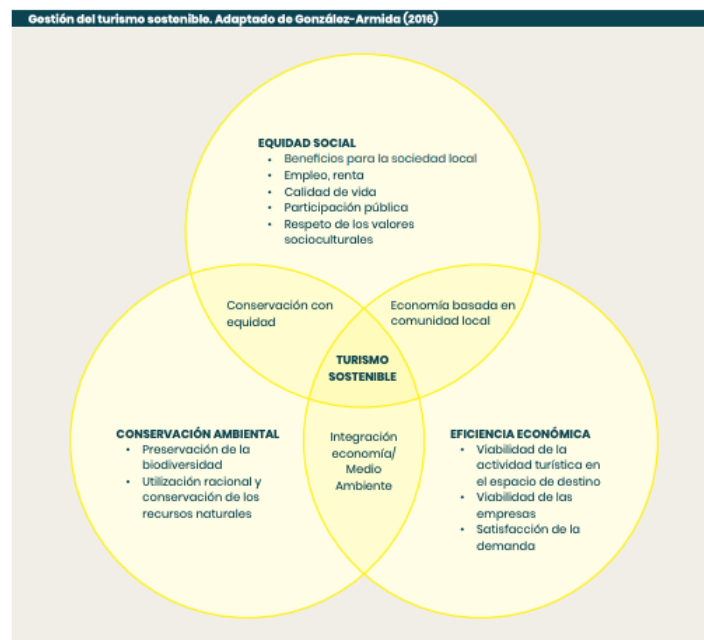 Gestión del turismo sostenible. Adaptado de González-Armida (2016)
EQUIDAD SOCIAL
• Beneficios para la sociedad local
• Empleo, renta
• Calidad de vida
• Participación pública
• Respeto de los valores
socioculturales
Conservación con
equidad
Economía basada en
comunidad local
TURISMO
SOSTENIBLE
CONSERVACIÓN AMBIENTAL
• Preservación de la
biodiversidad
• Utilización racional y
conservación de los
recursos naturales
Integración
economía/
Medio
Ambiente
EFICIENCIA ECONÓMICA
• Viabilidad de la
actividad turística en
el espacio de destino
• Viabilidad de las
empresas
• Satisfacción de la
demanda